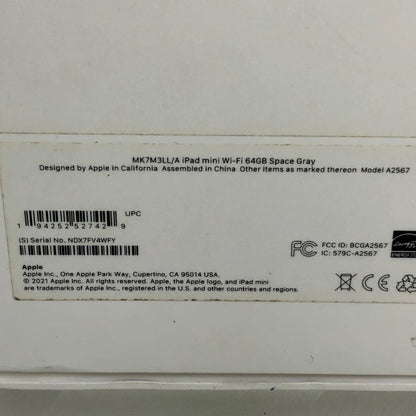 MK7M3LL/A iPad mini Wi-Fi 64GB Space Gray
Designed by Apple in California Assembled in China Other items as marked thereon Model A2567
UPC
1 94252 52742 9
(S) Serial No. NDX7FV4WFY
FCC ID: BCGA2567
IC: 579C-A2567
Apple
Apple Inc., One Apple Park Way, Cupertino, CA 95014 USA.
© 2021 Apple Inc. All rights reserved. Apple, the Apple logo, and iPad mini
are trademarks of Apple Inc., registered in the U.S. and other countries and regions.
FC
CE